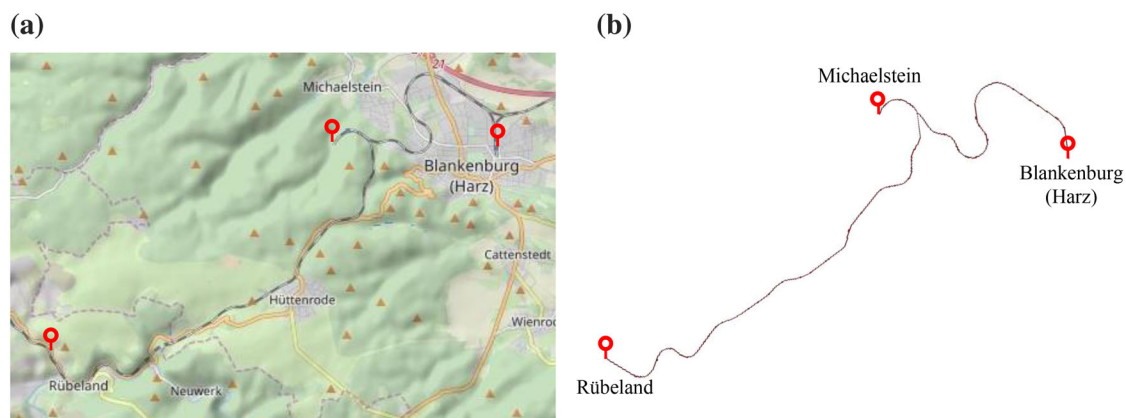 (a)
(b)
21
Michaelstein
Blankenburg
(Harz)
Cattenstedt
Hüttenrode
Wienrod
Rübeland
Neuwerk
Michaelstein
Blankenburg
(Harz)
Rübeland